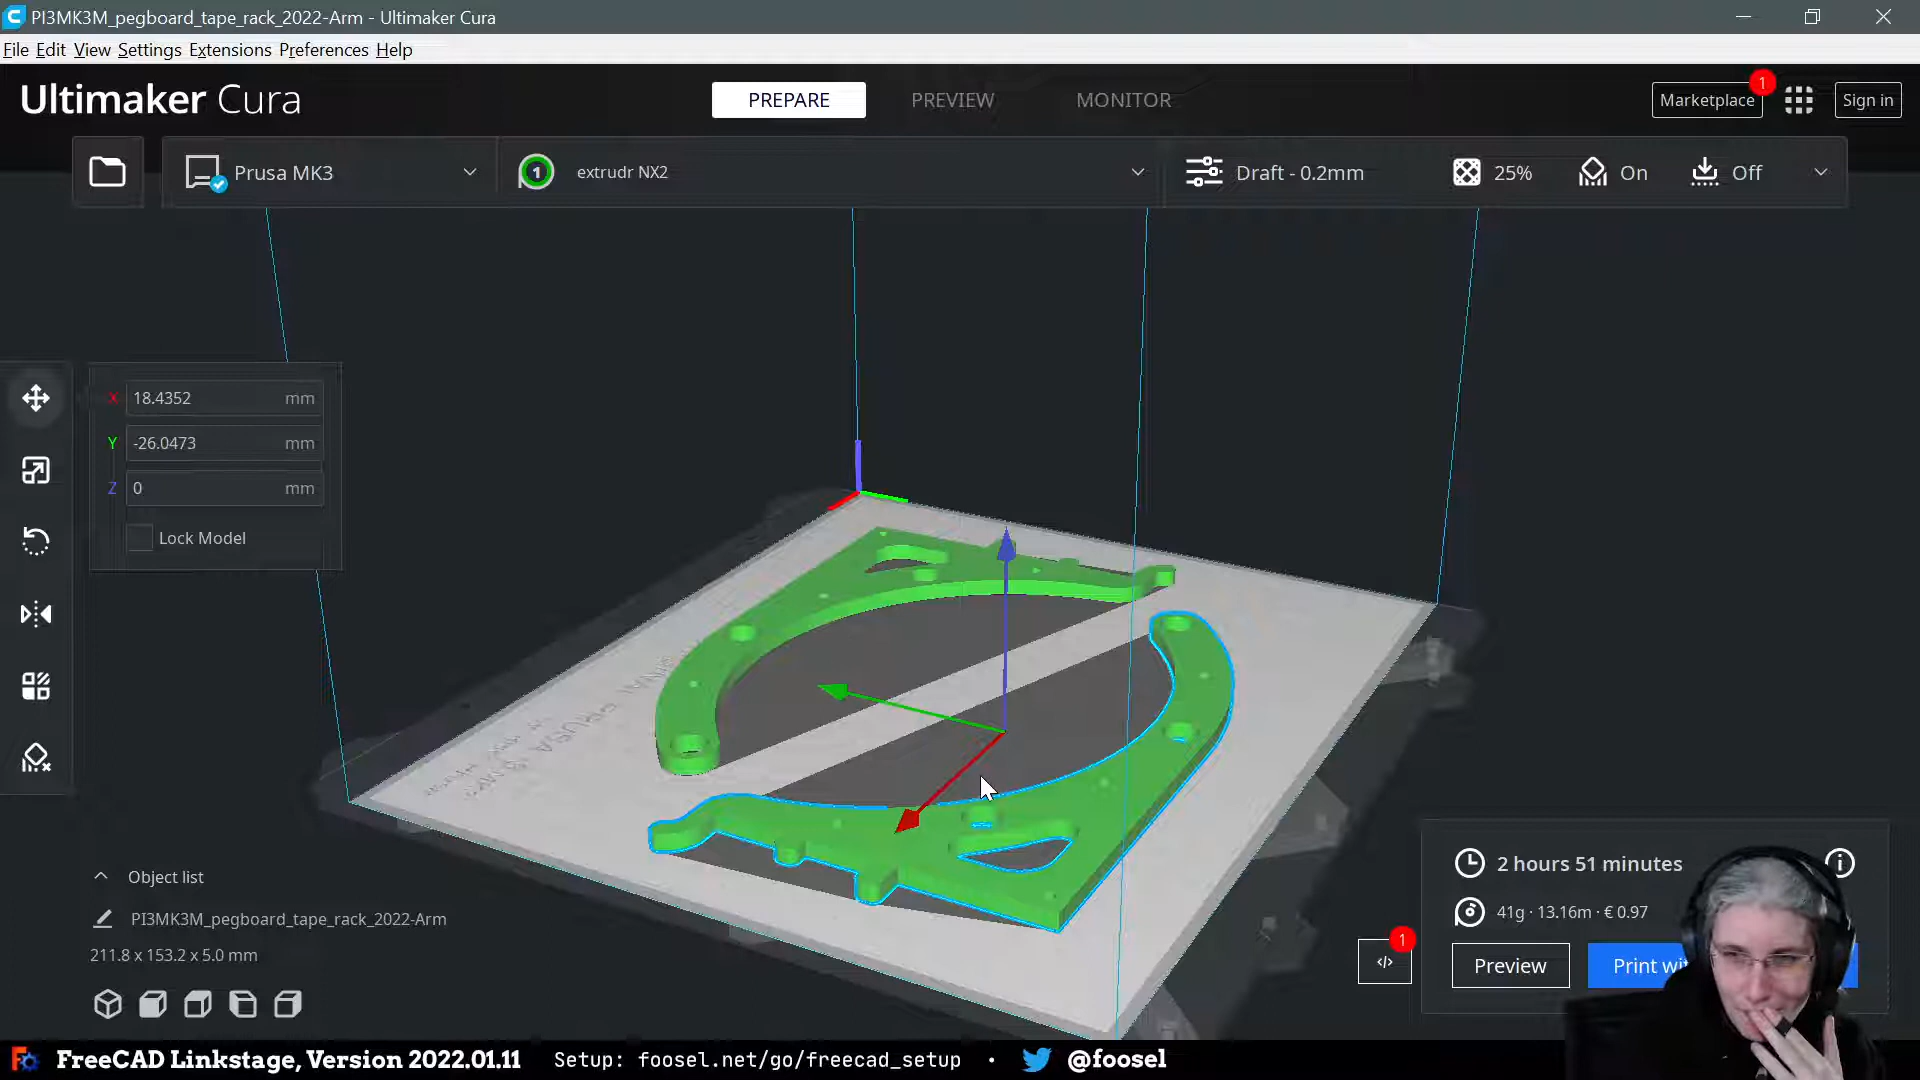 PI3MK3M_pegboard_tape_rack_2022-Arm - Ultimaker Cura
File Edit View Settings Extensions Preferences Help
Ultimaker Cura
PREPARE
PREVIEW
MONITOR
Marketplace
1
Sign in
Prusa MK3
1
extrudr NX2
Draft - 0.2mm
25%
On
Off
X 18.4352 mm
Y -26.0473 mm
Z 0 mm
Lock Model
Object list
PI3MK3M_pegboard_tape_rack_2022-Arm
211.8 x 153.2 x 5.0 mm
2 hours 51 minutes
i
41g · 13.16m · € 0.97
</> 1
Preview
Print wit
FreeCAD Linkstage, Version 2022.01.11 Setup: foosel.net/go/freecad_setup · @foosel